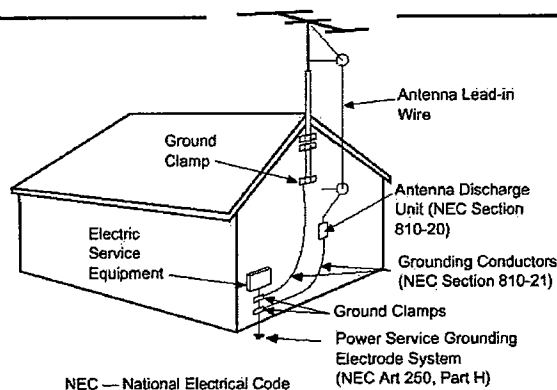 Antenna Lead-in
Wire
Ground
Clamp
Antenna Discharge
Unit (NEC Section
810-20)
Electric
Service
Equipment
Grounding Conductors
(NEC Section 810-21)
Ground Clamps
Power Service Grounding
Electrode System
(NEC Art 250, Part H)
NEC — National Electrical Code